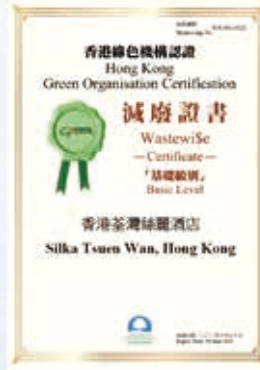 香港綠色機構認證
Hong Kong
Green Organisation Certification
減廢證書
Wastewi$e
—Certificate—
「基礎級別」
Basic Level
香港荃灣絲麗酒店
Silka Tsuen Wan, Hong Kong